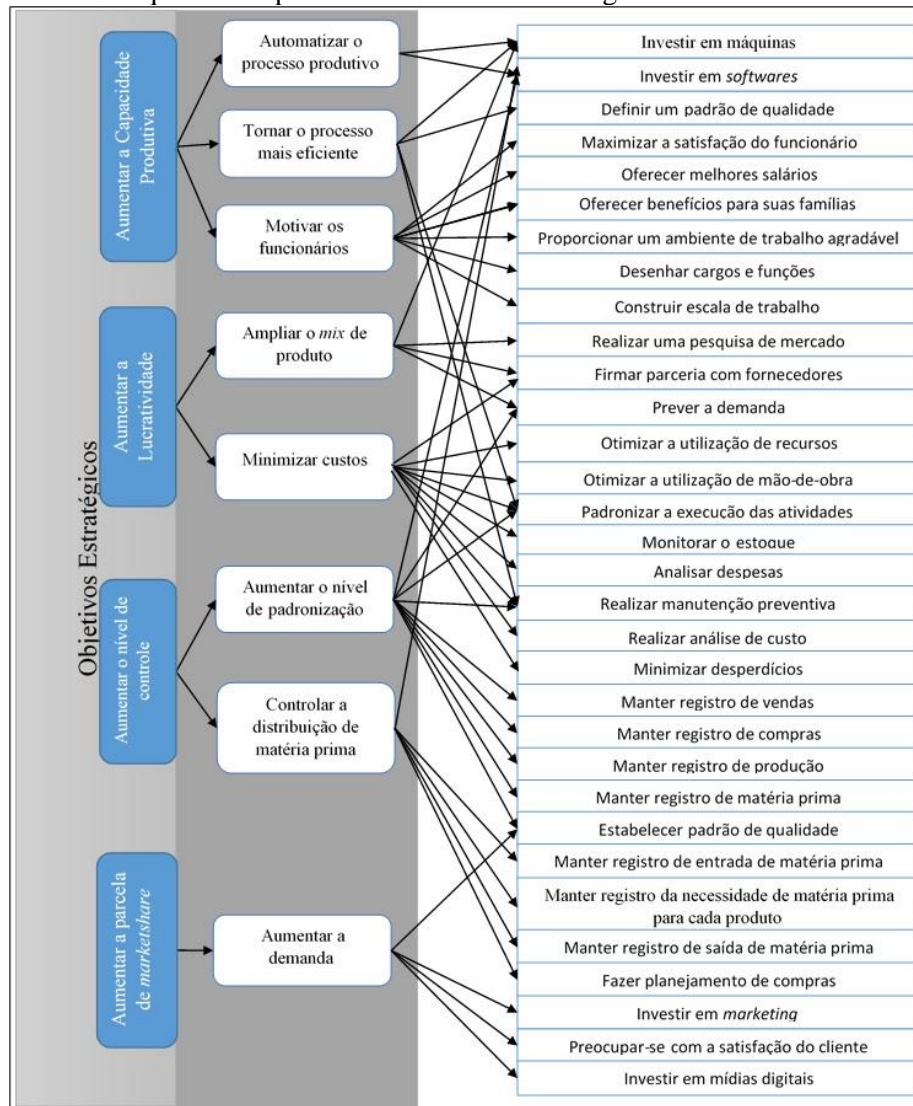 Objetivos Estratégicos
Aumentar a Capacidade
Produtiva
Aumentar a
Lucratividade
Aumentar o nível de
controle
Aumentar a parcela
de marketshare
Automatizar o
processo produtivo
Tornar o processo
mais eficiente
Motivar os
funcionários
Ampliar o mix de
produto
Minimizar custos
Aumentar o nível
de padronização
Controlar a
distribuição de
matéria prima
Aumentar a
demanda
Investir em máquinas
Investir em softwares
Definir um padrão de qualidade
Maximizar a satisfação do funcionário
Oferecer melhores salários
Oferecer benefícios para suas famílias
Proporcionar um ambiente de trabalho agradável
Desenhar cargos e funções
Construir escala de trabalho
Realizar uma pesquisa de mercado
Firmar parceria com fornecedores
Prever a demanda
Otimizar a utilização de recursos
Otimizar a utilização de mão-de-obra
Padronizar a execução das atividades
Monitorar o estoque
Analisar despesas
Realizar manutenção preventiva
Realizar análise de custo
Minimizar desperdícios
Manter registro de vendas
Manter registro de compras
Manter registro de produção
Manter registro de matéria prima
Estabelecer padrão de qualidade
Manter registro de entrada de matéria prima
Manter registro da necessidade de matéria prima
para cada produto
Manter registro de saída de matéria prima
Fazer planejamento de compras
Investir em marketing
Preocupar-se com a satisfação do cliente
Investir em mídias digitais